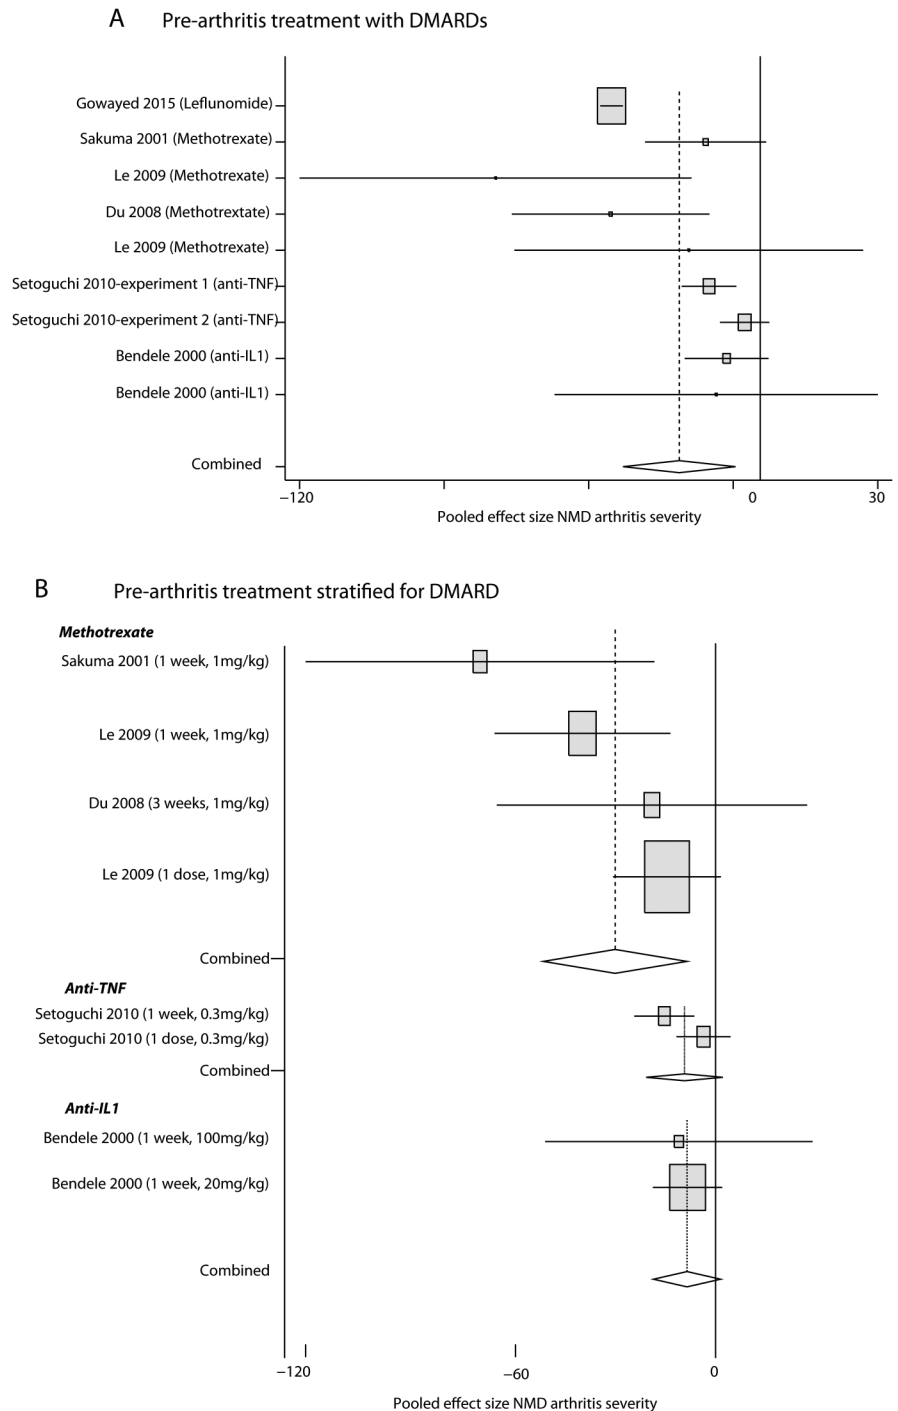 A Pre-arthritis treatment with DMARDs
Gowayed 2015 (Leflunomide)
Sakuma 2001 (Methotrexate)
Le 2009 (Methotrexate)
Du 2008 (Methotrextate)
Le 2009 (Methotrexate)
Setoguchi 2010-experiment 1 (anti-TNF)
Setoguchi 2010-experiment 2 (anti-TNF)
Bendele 2000 (anti-IL1)
Bendele 2000 (anti-IL1)
Combined
−120 0 30
Pooled effect size NMD arthritis severity
B Pre-arthritis treatment stratified for DMARD
Methotrexate
Sakuma 2001 (1 week, 1mg/kg)
Le 2009 (1 week, 1mg/kg)
Du 2008 (3 weeks, 1mg/kg)
Le 2009 (1 dose, 1mg/kg)
Combined
Anti-TNF
Setoguchi 2010 (1 week, 0.3mg/kg)
Setoguchi 2010 (1 dose, 0.3mg/kg)
Combined
Anti-IL1
Bendele 2000 (1 week, 100mg/kg)
Bendele 2000 (1 week, 20mg/kg)
Combined
−120 −60 0
Pooled effect size NMD arthritis severity